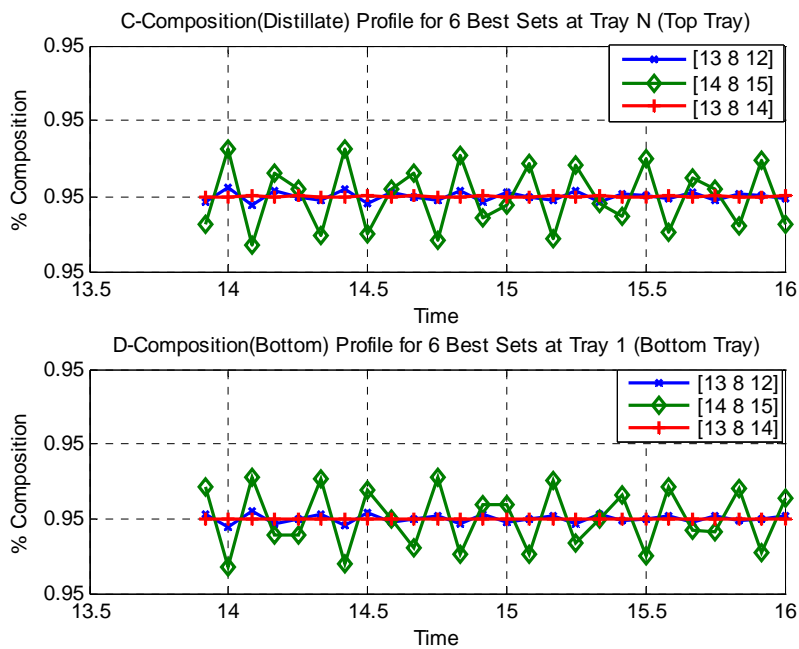 C-Composition(Distillate) Profile for 6 Best Sets at Tray N (Top Tray)
% Composition
0.95
0.95
0.95
0.95
[13 8 12]
[14 8 15]
[13 8 14]
13.5 14 14.5 15 15.5 16
Time
D-Composition(Bottom) Profile for 6 Best Sets at Tray 1 (Bottom Tray)
% Composition
0.95
0.95
0.95
0.95
[13 8 12]
[14 8 15]
[13 8 14]
13.5 14 14.5 15 15.5 16
Time